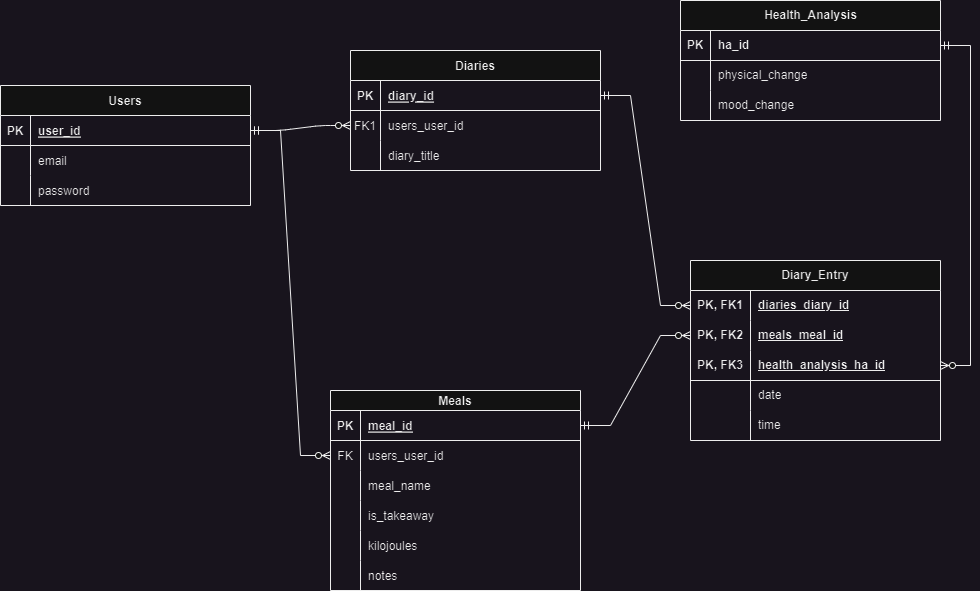 Health_Analysis
PK ha_id
physical_change
mood_change
Diaries
PK diary_id
FK1 users_user_id
diary_title
Users
PK user_id
email
password
Diary_Entry
PK, FK1 diaries_diary_id
PK, FK2 meals_meal_id
PK, FK3 health_analysis_ha_id
date
time
Meals
PK meal_id
FK users_user_id
meal_name
is_takeaway
kilojoules
notes